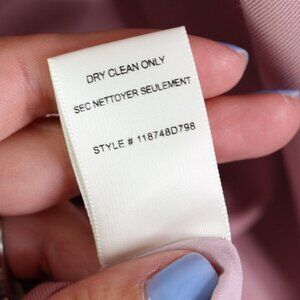 DRY CLEAN ONLY
SEC NETTOYER SEULEMENT
STYLE # 118748D798